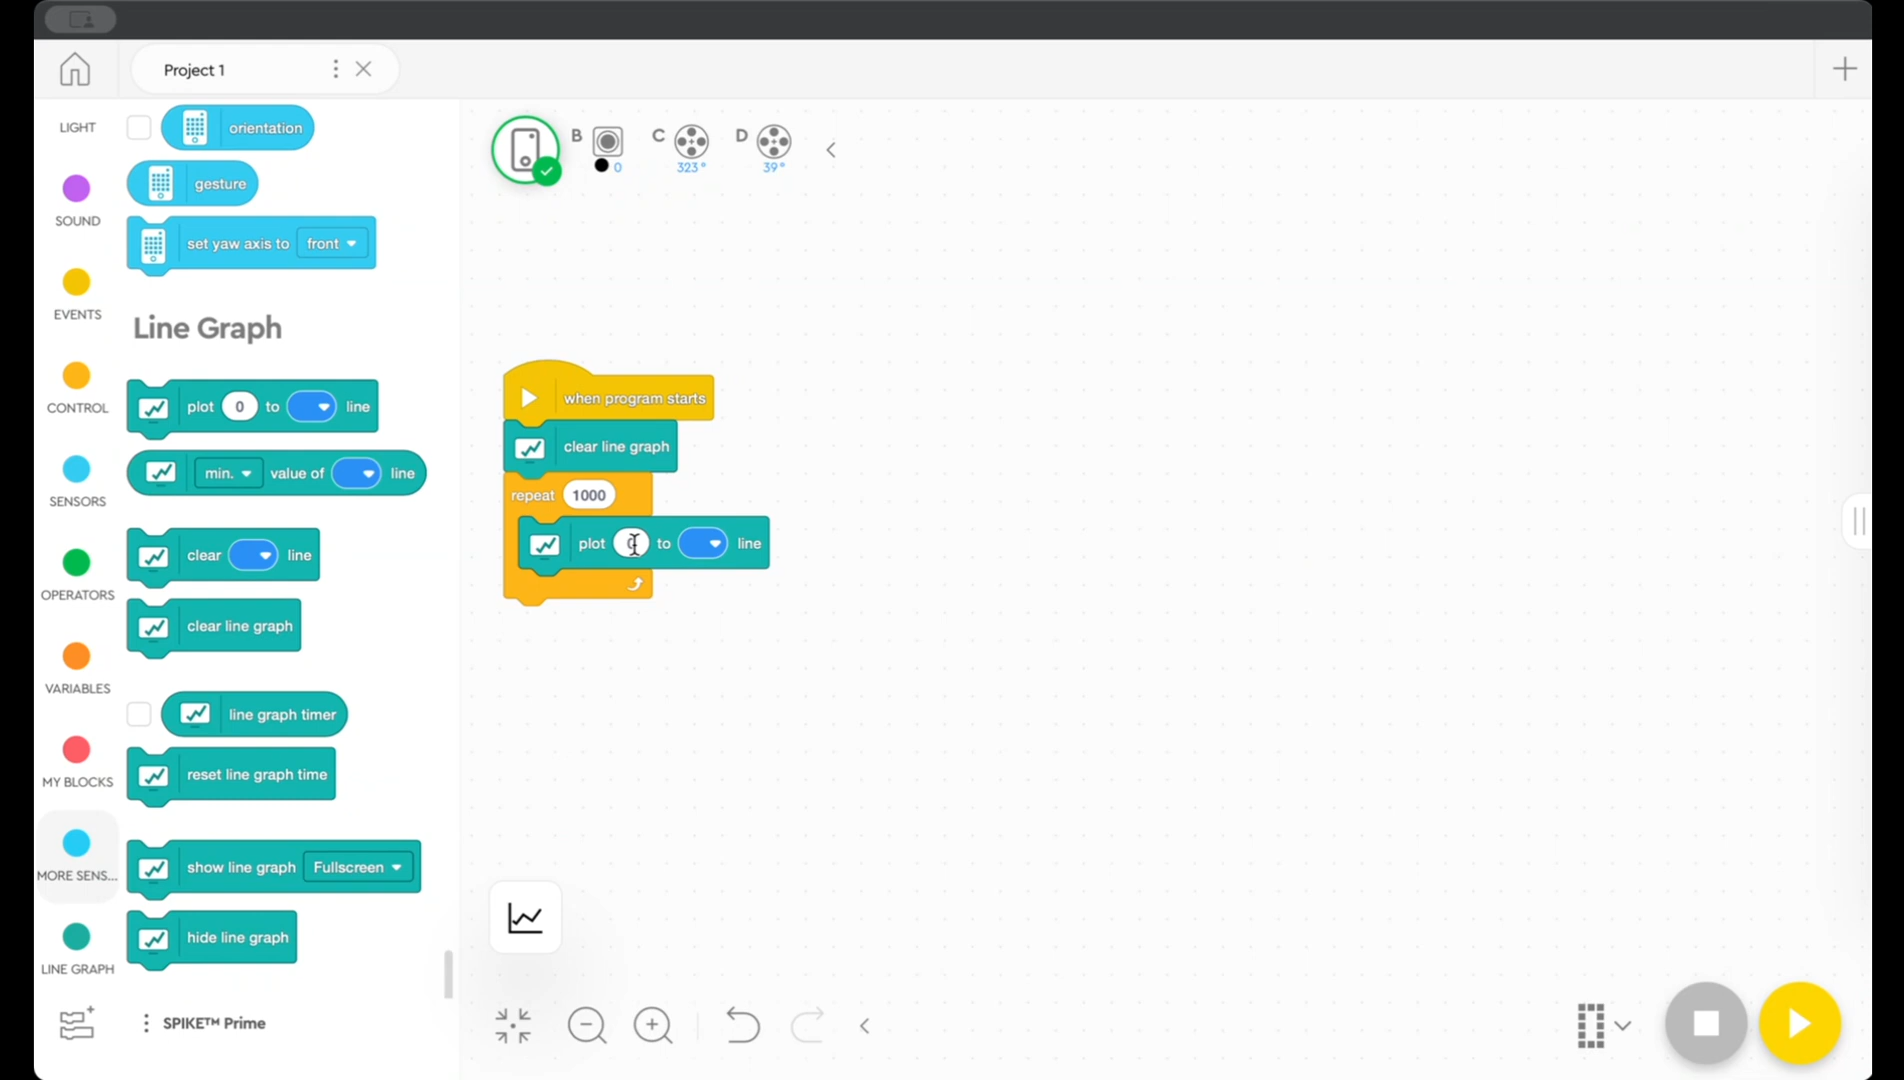 Project 1
LIGHT
orientation
gesture
SOUND
set yaw axis to front
EVENTS
Line Graph
CONTROL
plot 0 to line
min. value of line
SENSORS
clear line
OPERATORS
clear line graph
VARIABLES
line graph timer
MY BLOCKS
reset line graph time
MORE SENS...
show line graph Fullscreen
hide line graph
LINE GRAPH
SPIKE™ Prime
B 0
C 323°
D 39°
when program starts
clear line graph
repeat 1000
plot to line